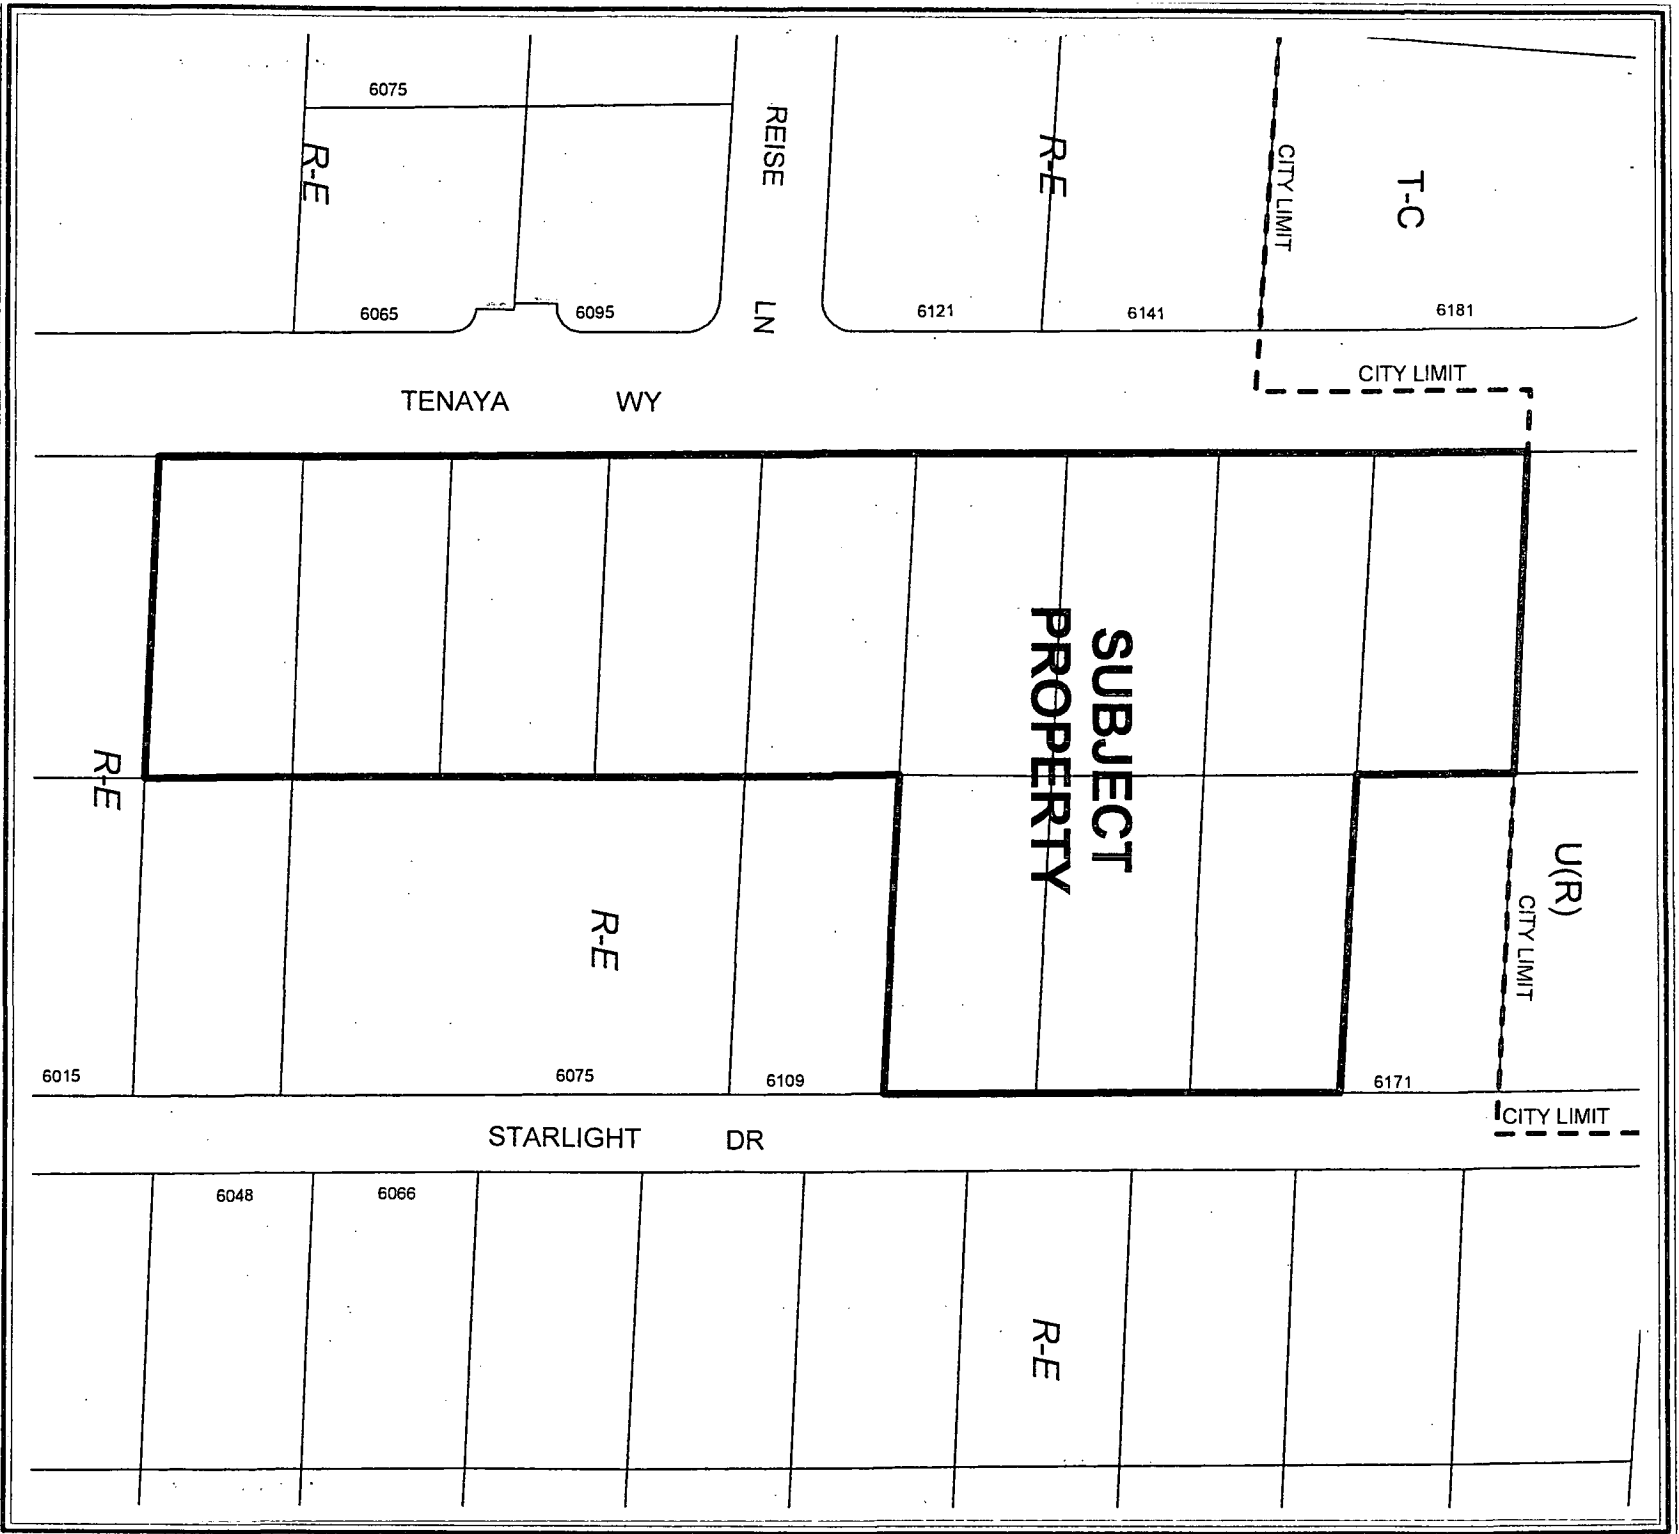 6075
REISE
LN
R-E
R-E
CITY LIMIT
T-C
6065
6095
6121
6141
6181
CITY LIMIT
TENAYA WY
SUBJECT
PROPERTY
R-E
U(R)
CITY LIMIT
R-E
6015
6075
6109
6171
CITY LIMIT
STARLIGHT DR
6048
6066
R-E